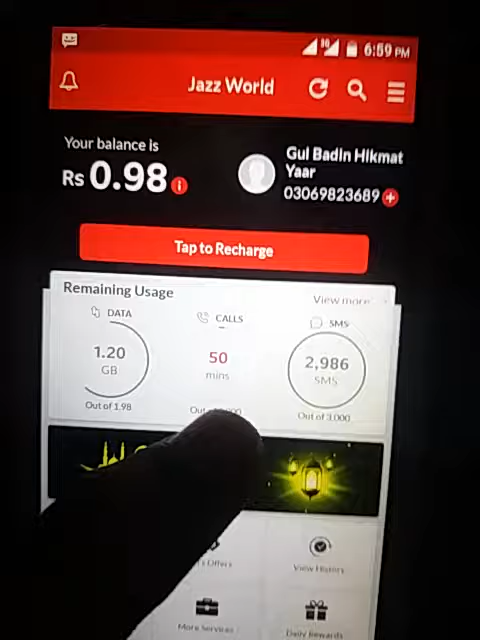 6:59 PM
Jazz World
Your balance is
Rs 0.98
Gul Badin Hikmat
Yaar
03069823689
Tap to Recharge
Remaining Usage
View more
DATA
CALLS
SMS
1.20
GB
50
mins
2,986
SMS
Out of 1.98
Out
Out of 3,000
Offers
View History
More Services
Daily Rewards